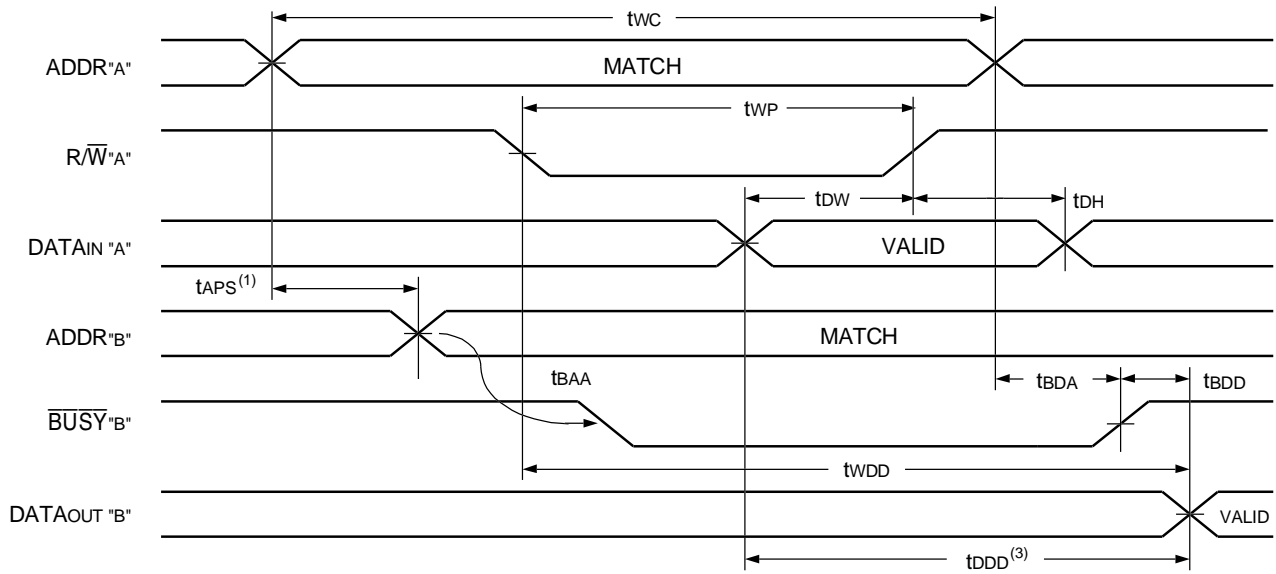 tWC
ADDR"A"
MATCH
tWP
R/W̅"A"
tDW
tDH
DATAIN "A"
VALID
tAPS(1)
ADDR"B"
MATCH
tBAA
tBDA
tBDD
B̅U̅S̅Y̅"B"
tWDD
DATAOUT "B"
VALID
tDDD(3)